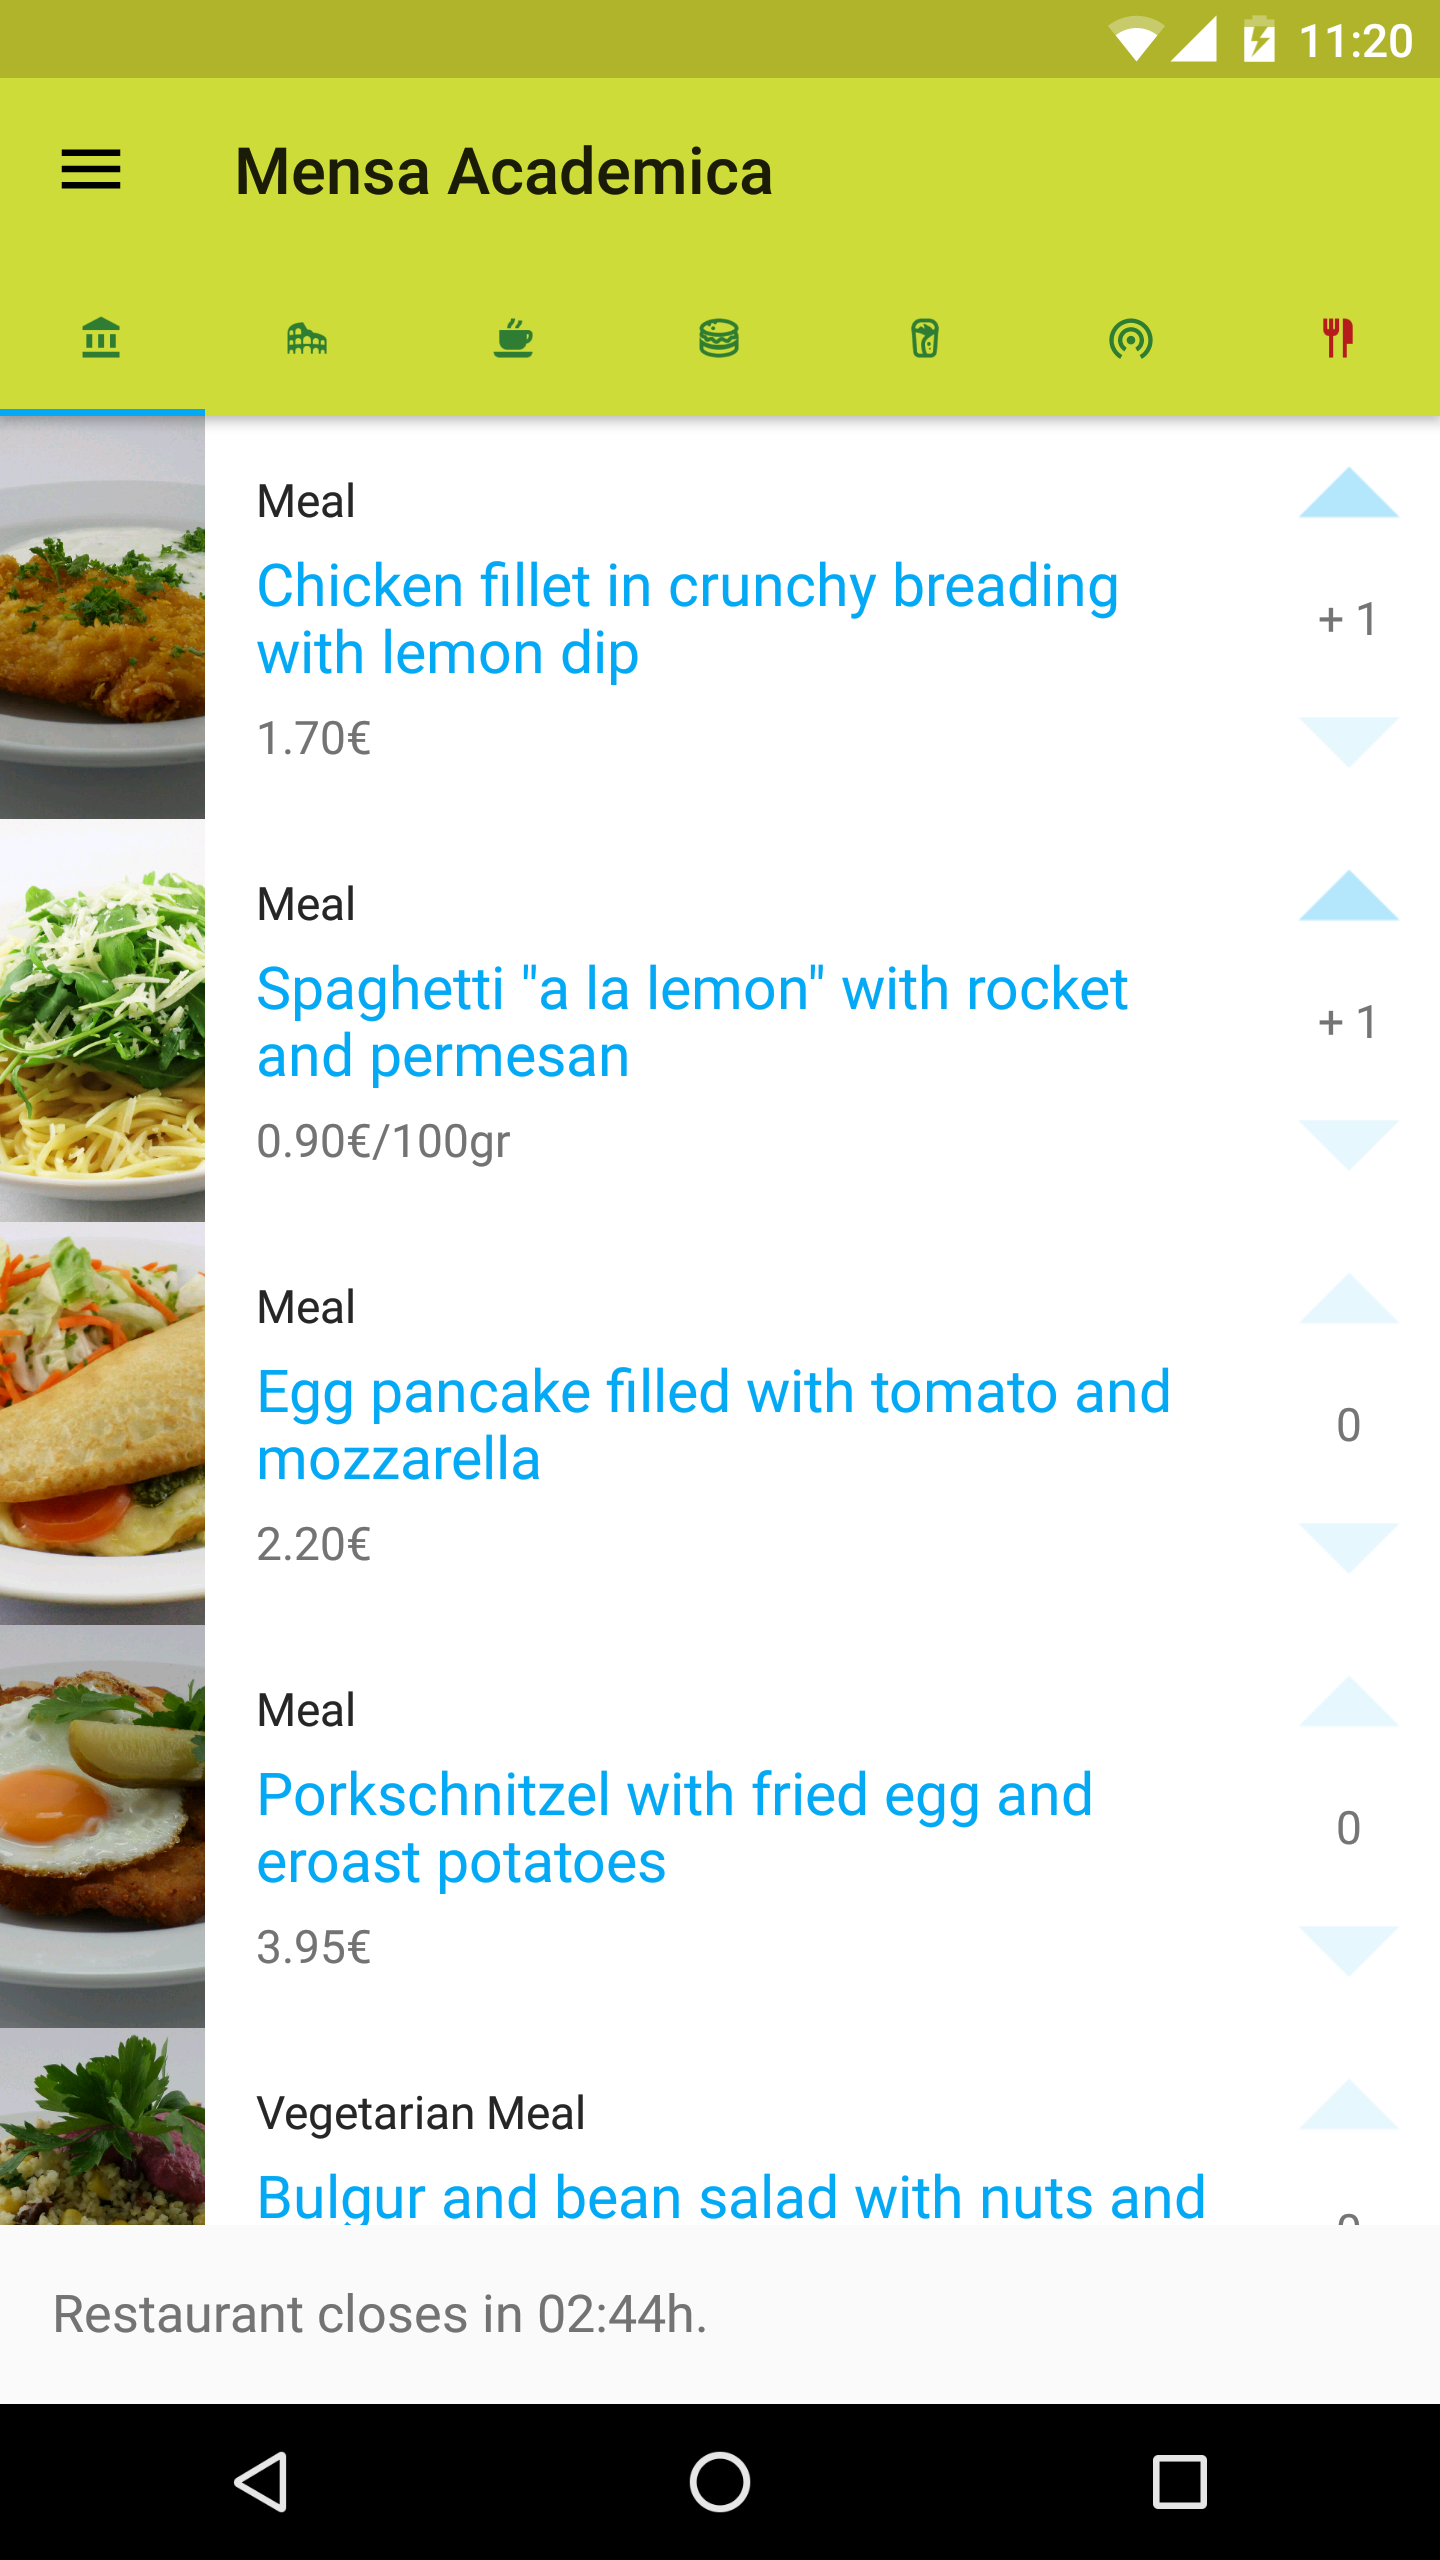 11:20
Mensa Academica
Meal
Chicken fillet in crunchy breading
with lemon dip
1.70€
+ 1
Meal
Spaghetti "a la lemon" with rocket
and permesan
0.90€/100gr
+ 1
Meal
Egg pancake filled with tomato and
mozzarella
2.20€
0
Meal
Porkschnitzel with fried egg and
eroast potatoes
3.95€
0
Vegetarian Meal
Bulgur and bean salad with nuts and
Restaurant closes in 02:44h.